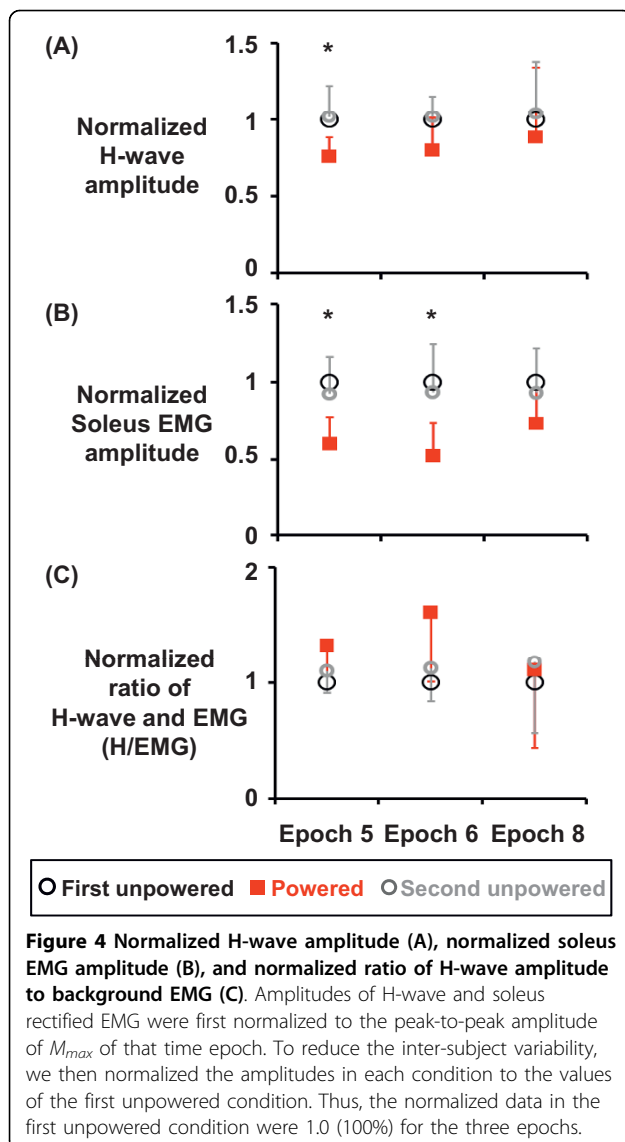 (A)
Normalized
H-wave
amplitude
1.5
1
0.5
0
*
(B)
Normalized
Soleus EMG
amplitude
1.5
1
0.5
0
* *
(C)
Normalized
ratio of
H-wave and EMG
(H/EMG)
2
1
0
Epoch 5 Epoch 6 Epoch 8
First unpowered Powered Second unpowered
Figure 4 Normalized H-wave amplitude (A), normalized soleus
EMG amplitude (B), and normalized ratio of H-wave amplitude
to background EMG (C). Amplitudes of H-wave and soleus
rectified EMG were first normalized to the peak-to-peak amplitude
of Mmax of that time epoch. To reduce the inter-subject variability,
we then normalized the amplitudes in each condition to the values
of the first unpowered condition. Thus, the normalized data in the
first unpowered condition were 1.0 (100%) for the three epochs.